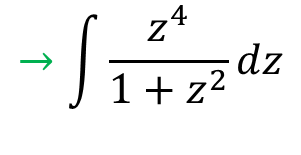 → ∫ z⁴/(1 + z²) dz